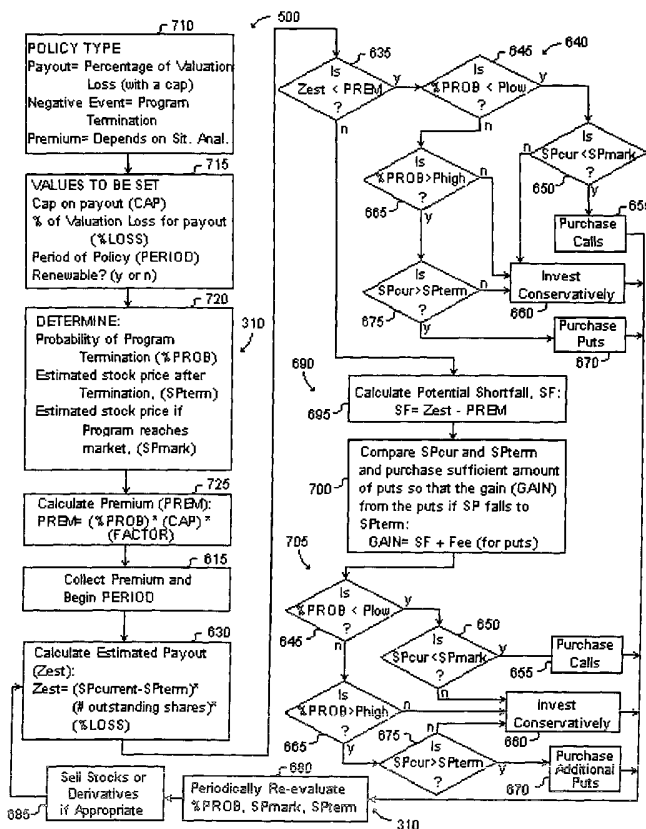 710
POLICY TYPE
Payout= Percentage of Valuation
Loss (with a cap)
Negative Event= Program
Termination
Premium= Depends on Sit. Anal.
715
VALUES TO BE SET
Cap on payout (CAP)
% of Valuation Loss for payout
(%LOSS)
Period of Policy (PERIOD)
Renewable? (y or n)
720
DETERMINE:
310
Probability of Program
Termination (%PROB)
Estimated stock price after
Termination, (SPterm)
Estimated stock price if
Program reaches
market, (SPmark)
725
Calculate Premium (PREM):
PREM= (%PROB)* (CAP)*
(FACTOR)
615
Collect Premium and
Begin PERIOD
630
Calculate Estimated Payout
(Zest):
Zest= (SPcurrent-SPterm)*
(# outstanding shares)*
(%LOSS)
500
635
Is
Zest < PREM
?
y
n
645
640
Is
%PROB < Plow
?
y
n
Is
SPcur<SPmark
?
650
n
y
655
Purchase
Calls
Is
%PROB>Phigh
?
665
n
y
Invest
Conservatively
660
Is
SPcur>SPterm
?
675
n
y
Purchase
Puts
670
690
695
Calculate Potential Shortfall, SF:
SF= Zest - PREM
700
Compare SPcur and SPterm
and purchase sufficient amount
of puts so that the gain (GAIN)
from the puts if SP falls to
SPterm:
GAIN= SF + Fee (for puts)
705
Is
%PROB < Plow
?
645
y
n
650
Is
SPcur<SPmark
?
y
n
Purchase
Calls
655
Is
%PROB>Phigh
?
665
n
y
Invest
Conservatively
660
675
Is
SPcur>SPterm
?
n
y
Purchase
Additional
Puts
670
680
Periodically Re-evaluate
%PROB, SPmark, SPterm
310
Sell Stocks or
Derivatives
if Appropriate
685